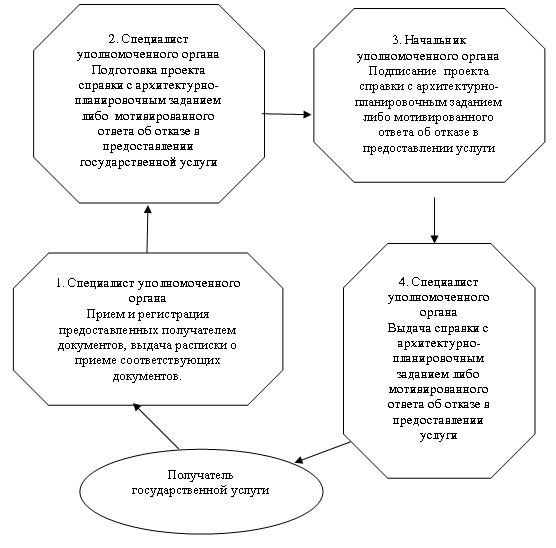 2. Специалист
уполномоченного органа
Подготовка проекта
справки с архитектурно-
планировочным заданием
либо мотивированного
ответа об отказе в
предоставлении
государственной услуги
3. Начальник
уполномоченного органа
Подписание проекта
справки с архитектурно-
планировочным заданием
либо мотивированного
ответа об отказе в
предоставлении услуги
1. Специалист уполномоченного
органа
Прием и регистрация
предоставленных получателем
документов, выдача расписки о
приеме соответствующих
документов.
4. Специалист
уполномоченного
органа
Выдача справки с
архитектурно-
планировочным
заданием либо
мотивированного
ответа об отказе в
предоставлении
услуги
Получатель
государственной услуги